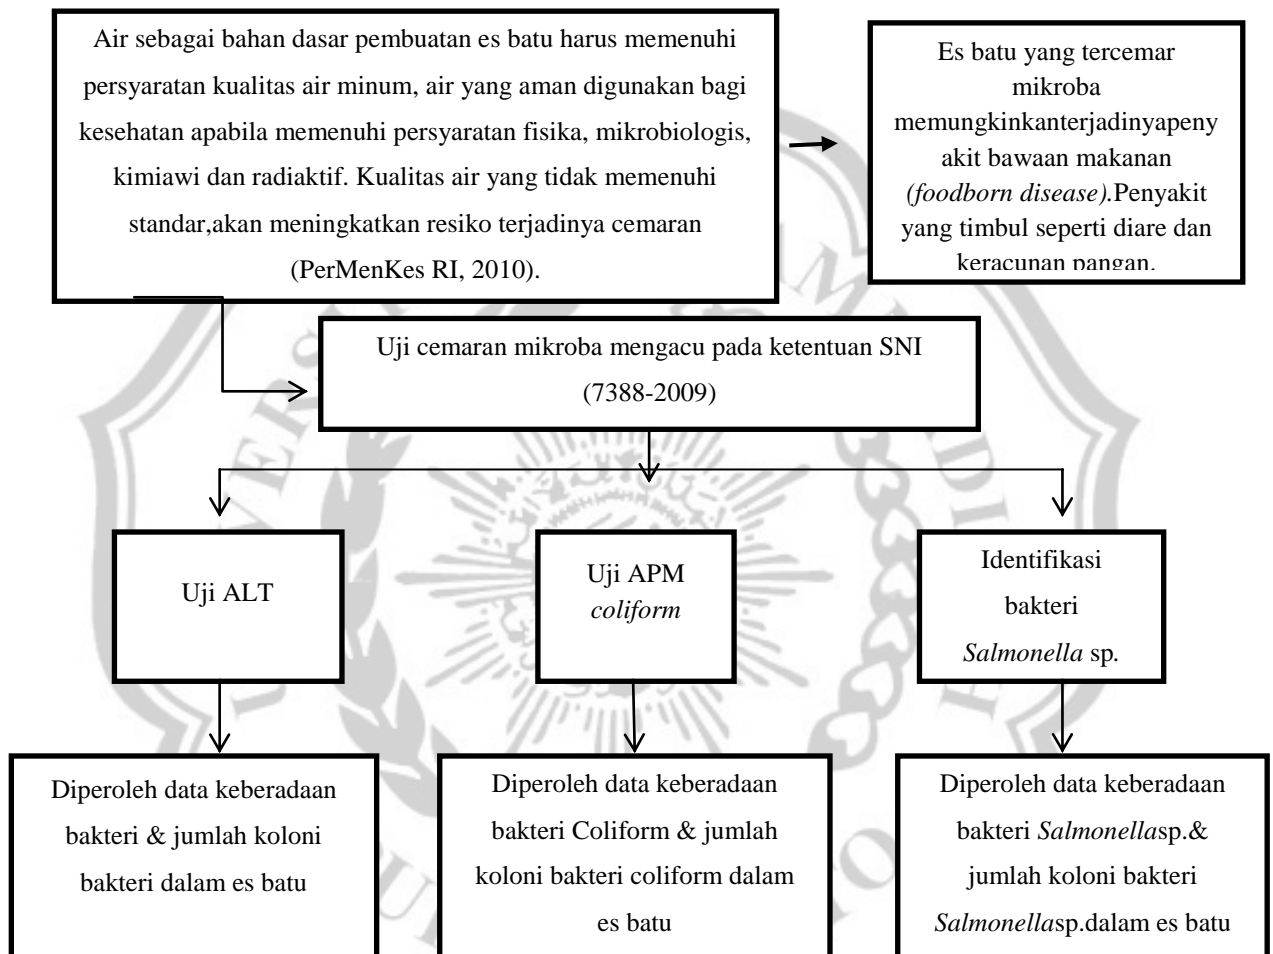 Air sebagai bahan dasar pembuatan es batu harus memenuhi
persyaratan kualitas air minum, air yang aman digunakan bagi
kesehatan apabila memenuhi persyaratan fisika, mikrobiologis,
kimiawi dan radiaktif. Kualitas air yang tidak memenuhi
standar,akan meningkatkan resiko terjadinya cemaran
(PerMenKes RI, 2010).
Es batu yang tercemar
mikroba
memungkinkanterjadinyapeny
akit bawaan makanan
(foodborn disease).Penyakit
yang timbul seperti diare dan
keracunan pangan.
Uji cemaran mikroba mengacu pada ketentuan SNI
(7388-2009)
Uji ALT
Uji APM
coliform
Identifikasi
bakteri
Salmonella sp.
Diperoleh data keberadaan
bakteri & jumlah koloni
bakteri dalam es batu
Diperoleh data keberadaan
bakteri Coliform & jumlah
koloni bakteri coliform dalam
es batu
Diperoleh data keberadaan
bakteri Salmonellasp.&
jumlah koloni bakteri
Salmonellasp.dalam es batu